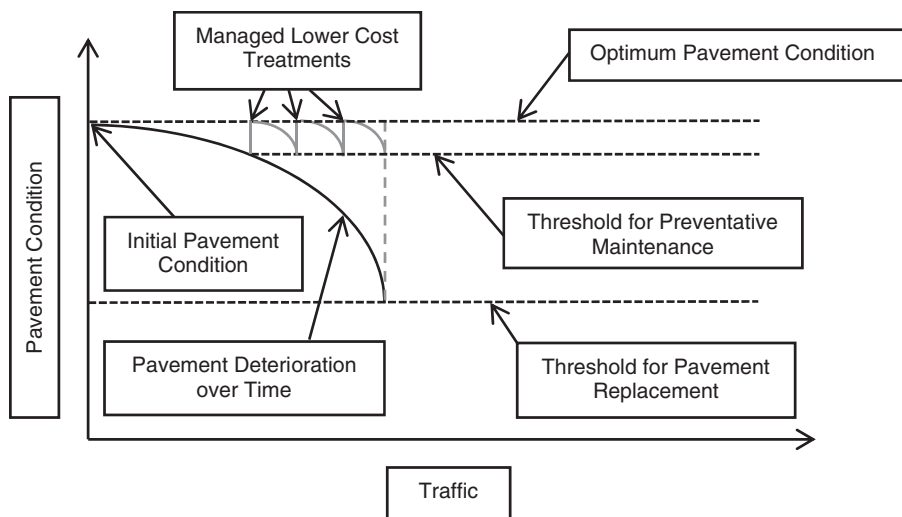 Managed Lower Cost
Treatments
Optimum Pavement Condition
Pavement Condition
Initial Pavement
Condition
Threshold for Preventative
Maintenance
Pavement Deterioration
over Time
Threshold for Pavement
Replacement
Traffic